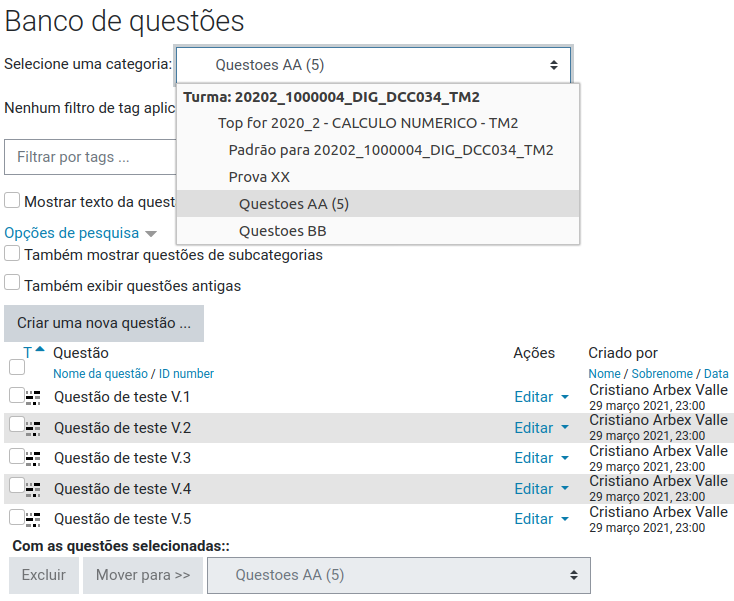 Banco de questões
Selecione uma categoria: Questoes AA (5)
Turma: 20202_1000004_DIG_DCC034_TM2
Nenhum filtro de tag aplic
Top for 2020_2 - CALCULO NUMERICO - TM2
Padrão para 20202_1000004_DIG_DCC034_TM2
Filtrar por tags ...
Prova XX
Mostrar texto da quest
Questoes AA (5)
Questoes BB
Opções de pesquisa
Também mostrar questões de subcategorias
Também exibir questões antigas
Criar uma nova questão ...
T Questão Ações Criado por
Nome da questão / ID number Nome / Sobrenome / Data
Questão de teste V.1 Editar Cristiano Arbex Valle
29 março 2021, 23:00
Questão de teste V.2 Editar Cristiano Arbex Valle
29 março 2021, 23:00
Questão de teste V.3 Editar Cristiano Arbex Valle
29 março 2021, 23:00
Questão de teste V.4 Editar Cristiano Arbex Valle
29 março 2021, 23:00
Questão de teste V.5 Editar Cristiano Arbex Valle
29 março 2021, 23:00
Com as questões selecionadas::
Excluir Mover para >> Questoes AA (5)